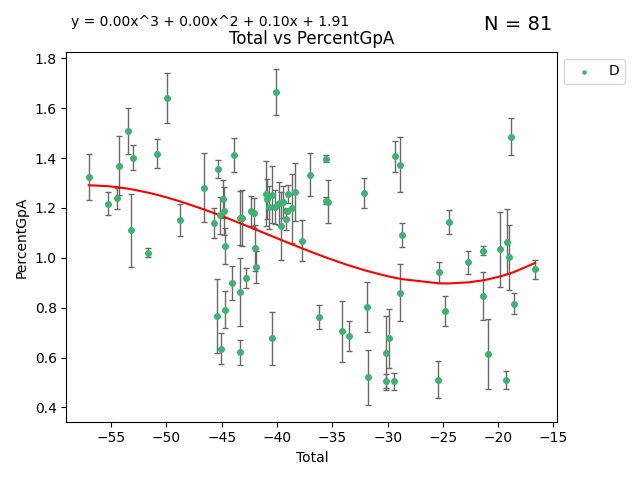 y = 0.00x^3 + 0.00x^2 + 0.10x + 1.91
N = 81
Total vs PercentGpA
D
1.8
1.6
1.4
1.2
1.0
0.8
0.6
0.4
PercentGpA
−55 −50 −45 −40 −35 −30 −25 −20 −15
Total